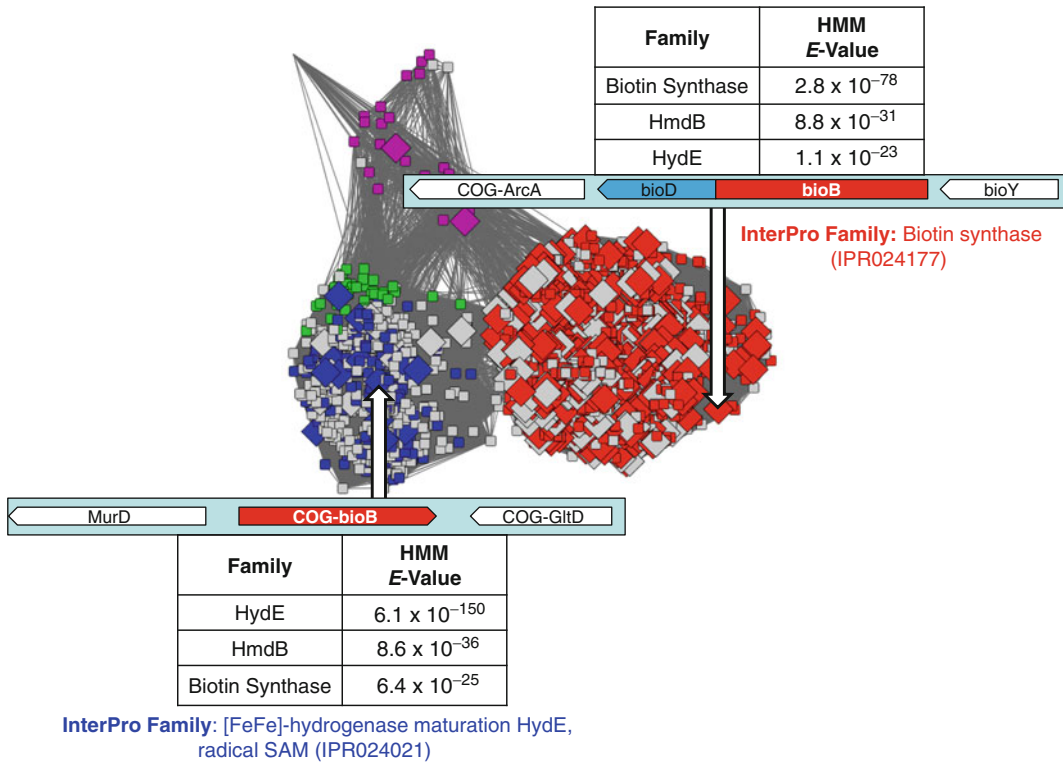 Family HMM E-Value
Biotin Synthase 2.8 x 10⁻⁷⁸
HmdB 8.8 x 10⁻³¹
HydE 1.1 x 10⁻²³
COG-ArcA bioD bioB bioY
InterPro Family: Biotin synthase
(IPR024177)
MurD COG-bioB COG-GltD
Family HMM E-Value
HydE 6.1 x 10⁻¹⁵⁰
HmdB 8.6 x 10⁻³⁶
Biotin Synthase 6.4 x 10⁻²⁵
InterPro Family: [FeFe]-hydrogenase maturation HydE,
radical SAM (IPR024021)